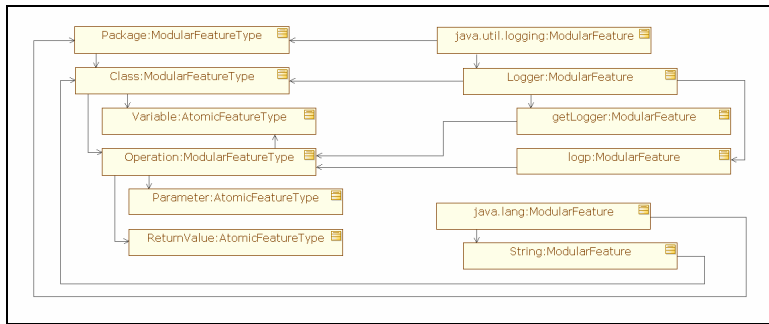 Package:ModularFeatureType
java.util.logging:ModularFeature
Class:ModularFeatureType
Logger:ModularFeature
Variable:AtomicFeatureType
getLogger:ModularFeature
Operation:ModularFeatureType
logp:ModularFeature
Parameter:AtomicFeatureType
java.lang:ModularFeature
ReturnValue:AtomicFeatureType
String:ModularFeature